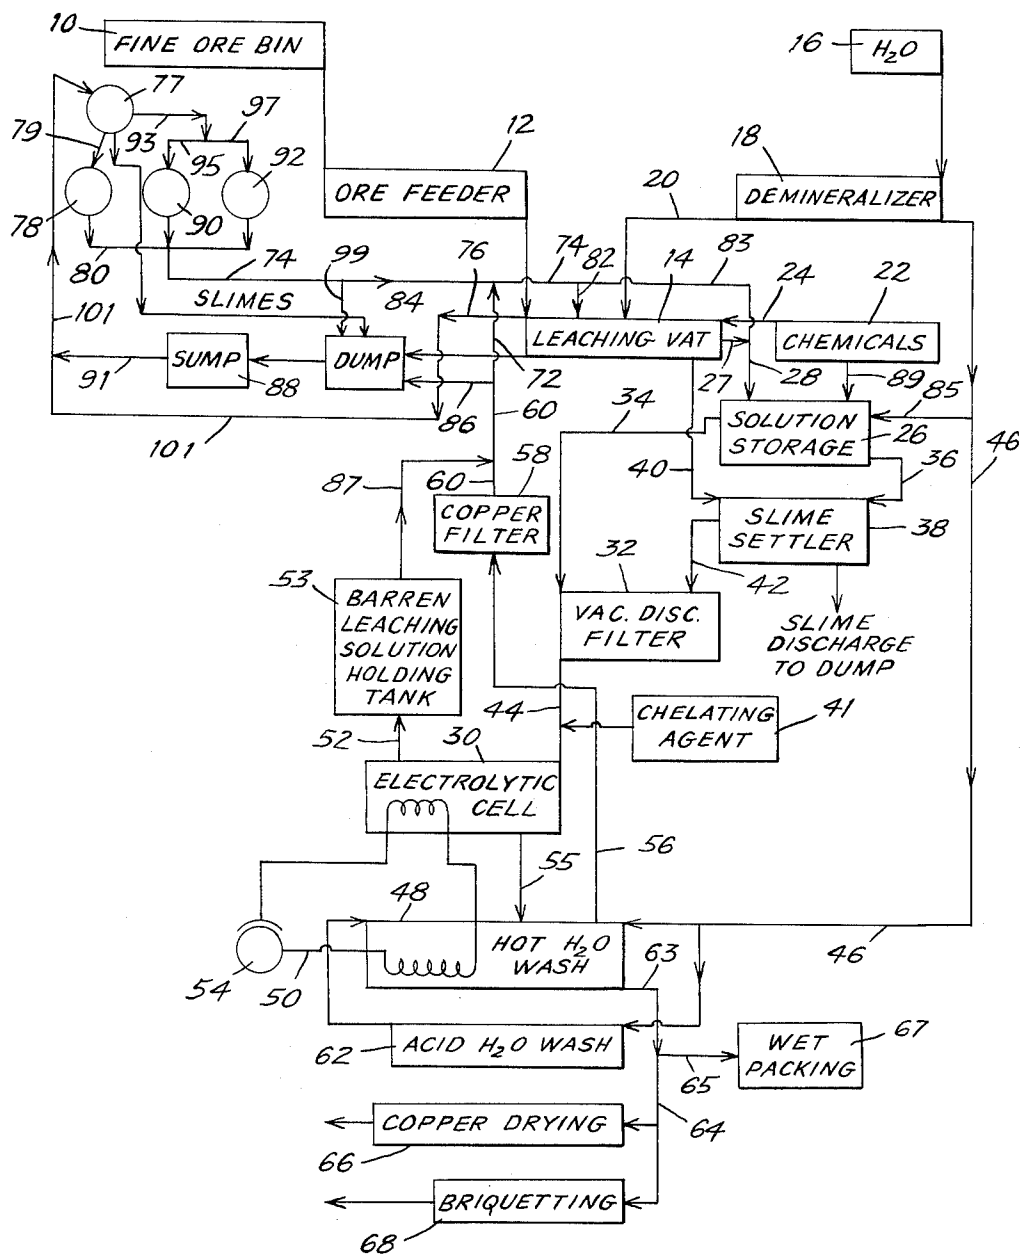 10
FINE ORE BIN
16
H₂O
77
79
93
97
95
92
12
ORE FEEDER
18
DEMINERALIZER
20
78
90
80
74
99
84
76
74
82
14
83
24
22
SLIMES
101
SUMP
DUMP
LEACHING VAT
CHEMICALS
91
88
86
72
27
28
89
85
101
60
34
SOLUTION
STORAGE
26
46
87
60
58
40
36
COPPER
FILTER
SLIME
SETTLER
38
53
32
42
BARREN
LEACHING
SOLUTION
HOLDING
TANK
VAC. DISC.
FILTER
SLIME
DISCHARGE
TO DUMP
44
CHELATING
AGENT
41
52
30
ELECTROLYTIC
CELL
55
56
48
HOT H₂O
WASH
46
54
50
63
62
ACID H₂O WASH
67
WET
PACKING
65
COPPER DRYING
64
66
BRIQUETTING
68